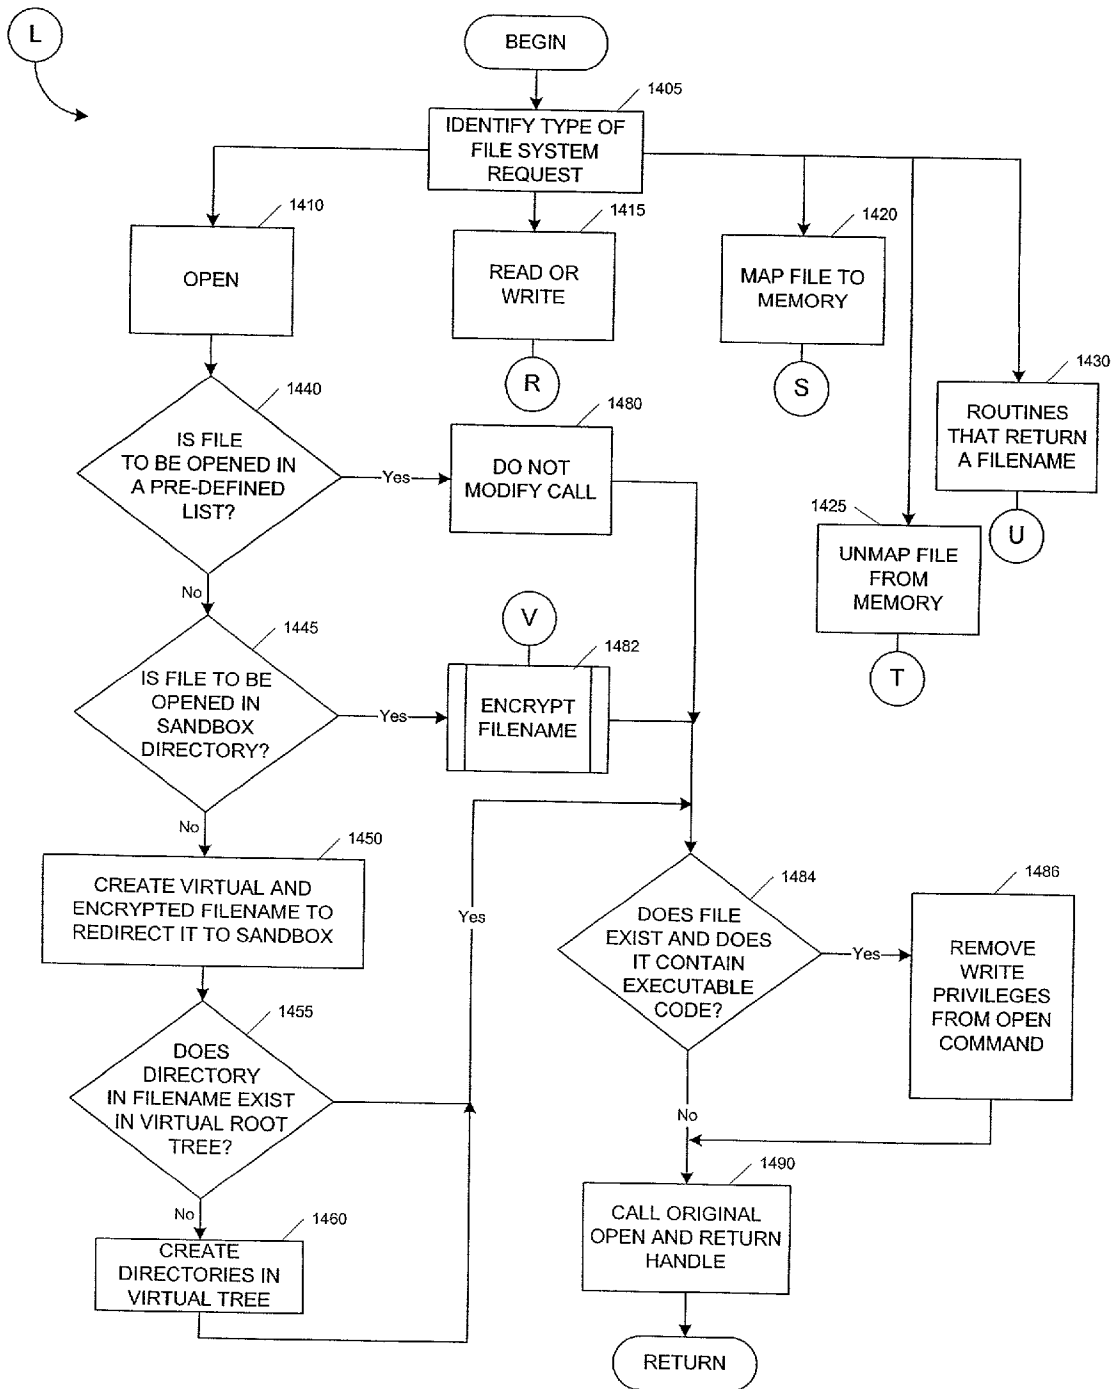 L
BEGIN
1405
IDENTIFY TYPE OF
FILE SYSTEM
REQUEST
1410
OPEN
1415
READ OR
WRITE
R
1420
MAP FILE TO
MEMORY
S
1430
ROUTINES
THAT RETURN
A FILENAME
U
1425
UNMAP FILE
FROM
MEMORY
T
1440
IS FILE
TO BE OPENED IN
A PRE-DEFINED
LIST?
Yes
1480
DO NOT
MODIFY CALL
No
1445
IS FILE TO BE
OPENED IN
SANDBOX
DIRECTORY?
Yes
V
1482
ENCRYPT
FILENAME
No
1450
CREATE VIRTUAL AND
ENCRYPTED FILENAME TO
REDIRECT IT TO SANDBOX
Yes
1455
DOES
DIRECTORY
IN FILENAME EXIST
IN VIRTUAL ROOT
TREE?
No
1460
CREATE
DIRECTORIES IN
VIRTUAL TREE
1484
DOES FILE
EXIST AND DOES
IT CONTAIN
EXECUTABLE
CODE?
Yes
1486
REMOVE
WRITE
PRIVILEGES
FROM OPEN
COMMAND
No
1490
CALL ORIGINAL
OPEN AND RETURN
HANDLE
RETURN